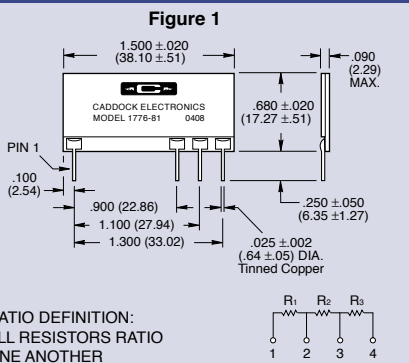 Figure 1
1.500 ±.020
(38.10 ±.51)
.090
(2.29)
MAX.
CADDOCK ELECTRONICS
MODEL 1776-81 0408
.680 ±.020
(17.27 ±.51)
PIN 1
.100
(2.54)
.900 (22.86)
1.100 (27.94)
1.300 (33.02)
.250 ±.050
(6.35 ±1.27)
.025 ±.002
(.64 ±.05) DIA.
Tinned Copper
ATIO DEFINITION:
LL RESISTORS RATIO
NE ANOTHER
R1 R2 R3
1 2 3 4